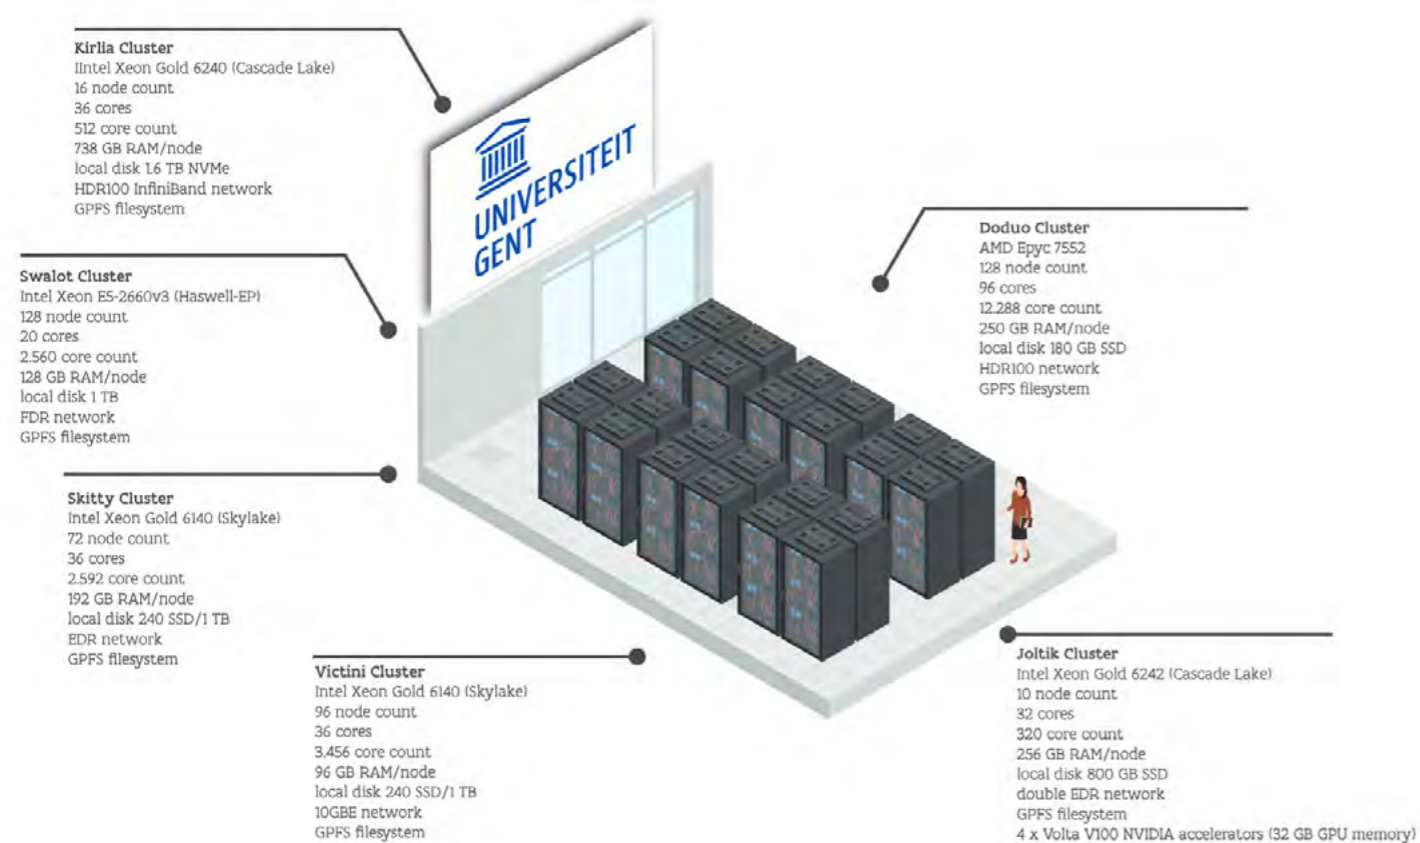 Kirlia Cluster
IIntel Xeon Gold 6240 (Cascade Lake)
16 node count
36 cores
512 core count
738 GB RAM/node
local disk 1.6 TB NVMe
HDR100 InfiniBand network
GPFS filesystem
UNIVERSITEIT
GENT
Swalot Cluster
Intel Xeon E5-2660v3 (Haswell-EP)
128 node count
20 cores
2.560 core count
128 GB RAM/node
local disk 1 TB
FDR network
GPFS filesystem
Doduo Cluster
AMD Epyc 7552
128 node count
96 cores
12.288 core count
250 GB RAM/node
local disk 180 GB SSD
HDR100 network
GPFS filesystem
Skitty Cluster
Intel Xeon Gold 6140 (Skylake)
72 node count
36 cores
2.592 core count
192 GB RAM/node
local disk 240 SSD/1 TB
EDR network
GPFS filesystem
Victini Cluster
Intel Xeon Gold 6140 (Skylake)
96 node count
36 cores
3.456 core count
96 GB RAM/node
local disk 240 SSD/1 TB
10GBE network
GPFS filesystem
Joltik Cluster
Intel Xeon Gold 6242 (Cascade Lake)
10 node count
32 cores
320 core count
256 GB RAM/node
local disk 800 GB SSD
double EDR network
GPFS filesystem
4 x Volta V100 NVIDIA accelerators (32 GB GPU memory)